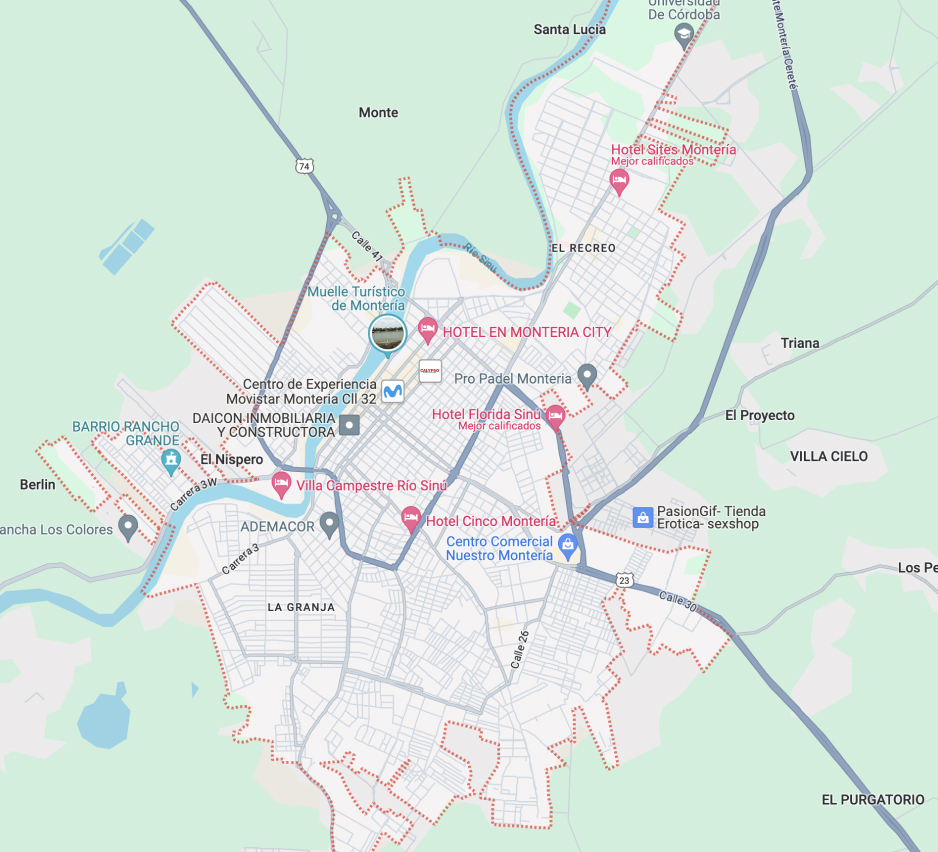 Universidad
De Córdoba
Santa Lucia
Monte
Hotel Sites Montería
Mejor calificados
74
Calle 41
EL RECREO
Río Sinú
Muelle Turístico
de Montería
HOTEL EN MONTERIA CITY
CALYPSO
Triana
Centro de Experiencia
Movistar Monteria Cll 32
Pro Padel Monteria
DAICON INMOBILIARIA
Y CONSTRUCTORA
Hotel Florida Sinú
Mejor calificados
El Proyecto
BARRIO RANCHO
GRANDE
El Nispero
VILLA CIELO
Berlin
Carrera 3W
Villa Campestre Río Sinú
ancha Los Colores
ADEMACOR
Hotel Cinco Montería
PasionGif- Tienda
Erotica- sexshop
Centro Comercial
Nuestro Montería
Carrera 3
Los Pe
23
Calle 30
LA GRANJA
Calle 26
EL PURGATORIO